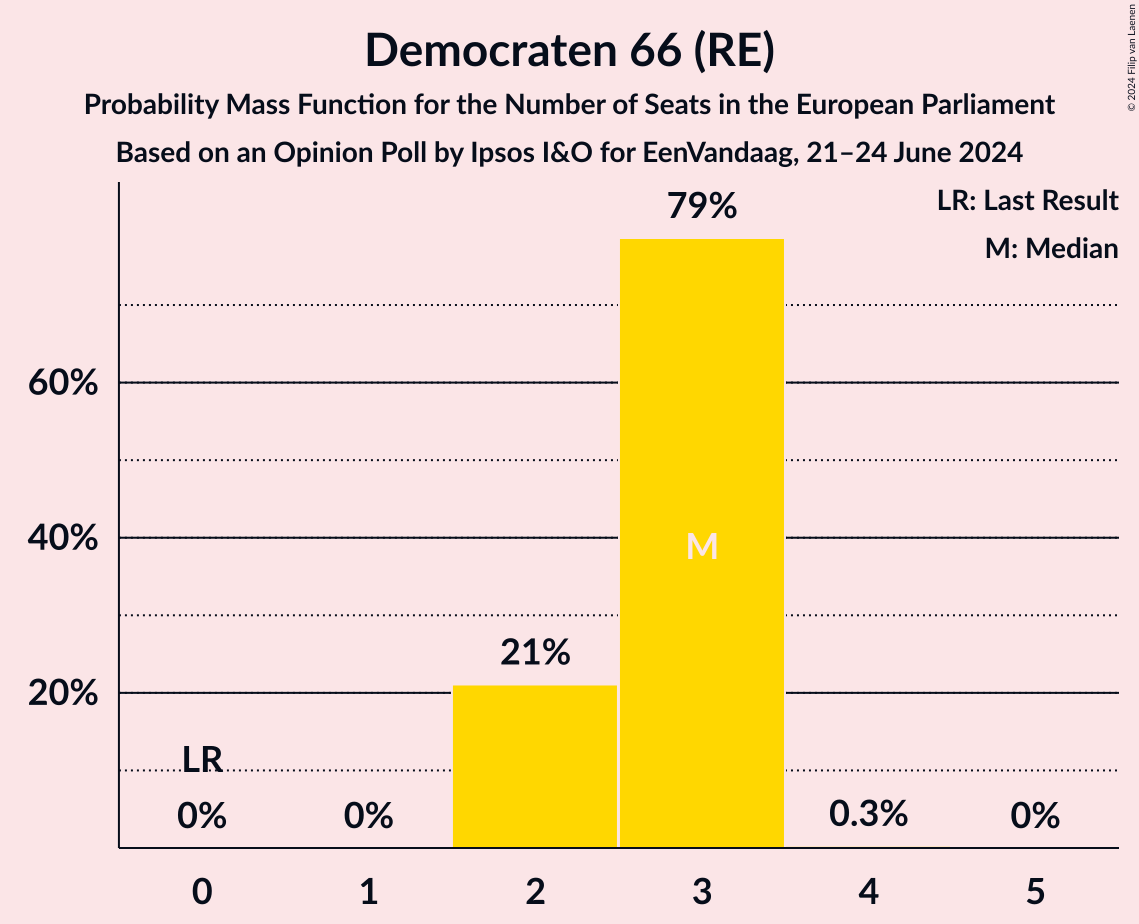 Democraten 66 (RE)
Probability Mass Function for the Number of Seats in the European Parliament
Based on an Opinion Poll by Ipsos I&O for EenVandaag, 21–24 June 2024
© 2024 Filip van Laenen
LR: Last Result
M: Median
79%
60%
40%
M
21%
20%
LR
0%
0%
0.3%
0%
0
1
2
3
4
5